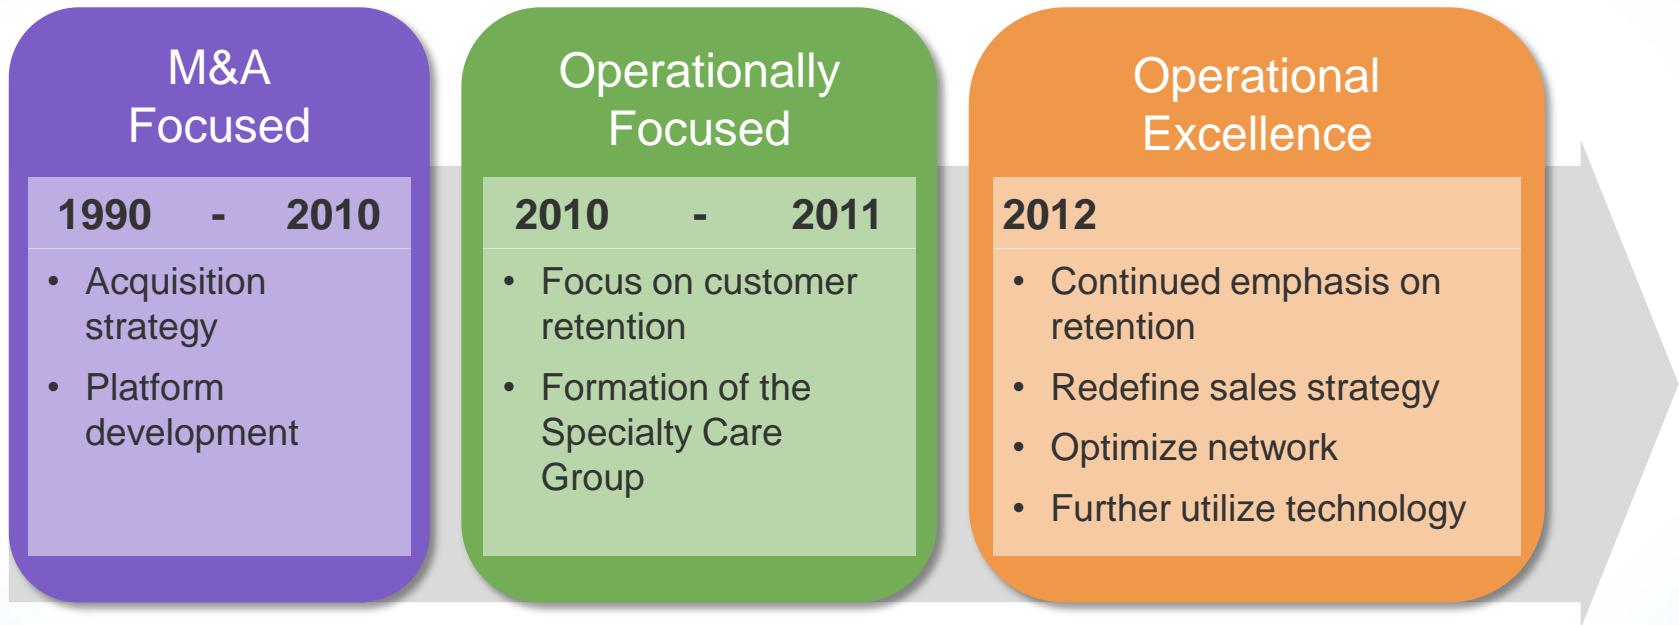 M&A
Focused
1990 - 2010
• Acquisition
strategy
• Platform
development
Operationally
Focused
2010 - 2011
• Focus on customer
retention
• Formation of the
Specialty Care
Group
Operational
Excellence
2012
• Continued emphasis on
retention
• Redefine sales strategy
• Optimize network
• Further utilize technology